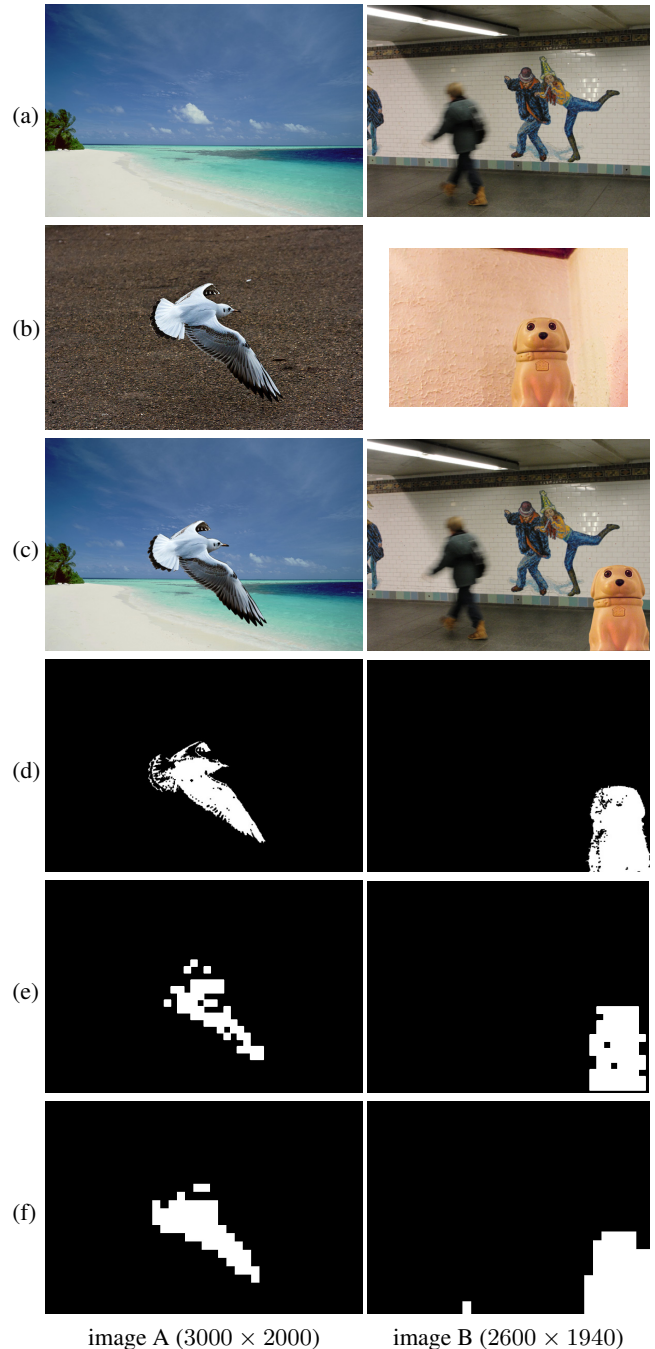 (a)
(b)
(c)
(d)
(e)
(f)
image A (3000 × 2000)
image B (2600 × 1940)